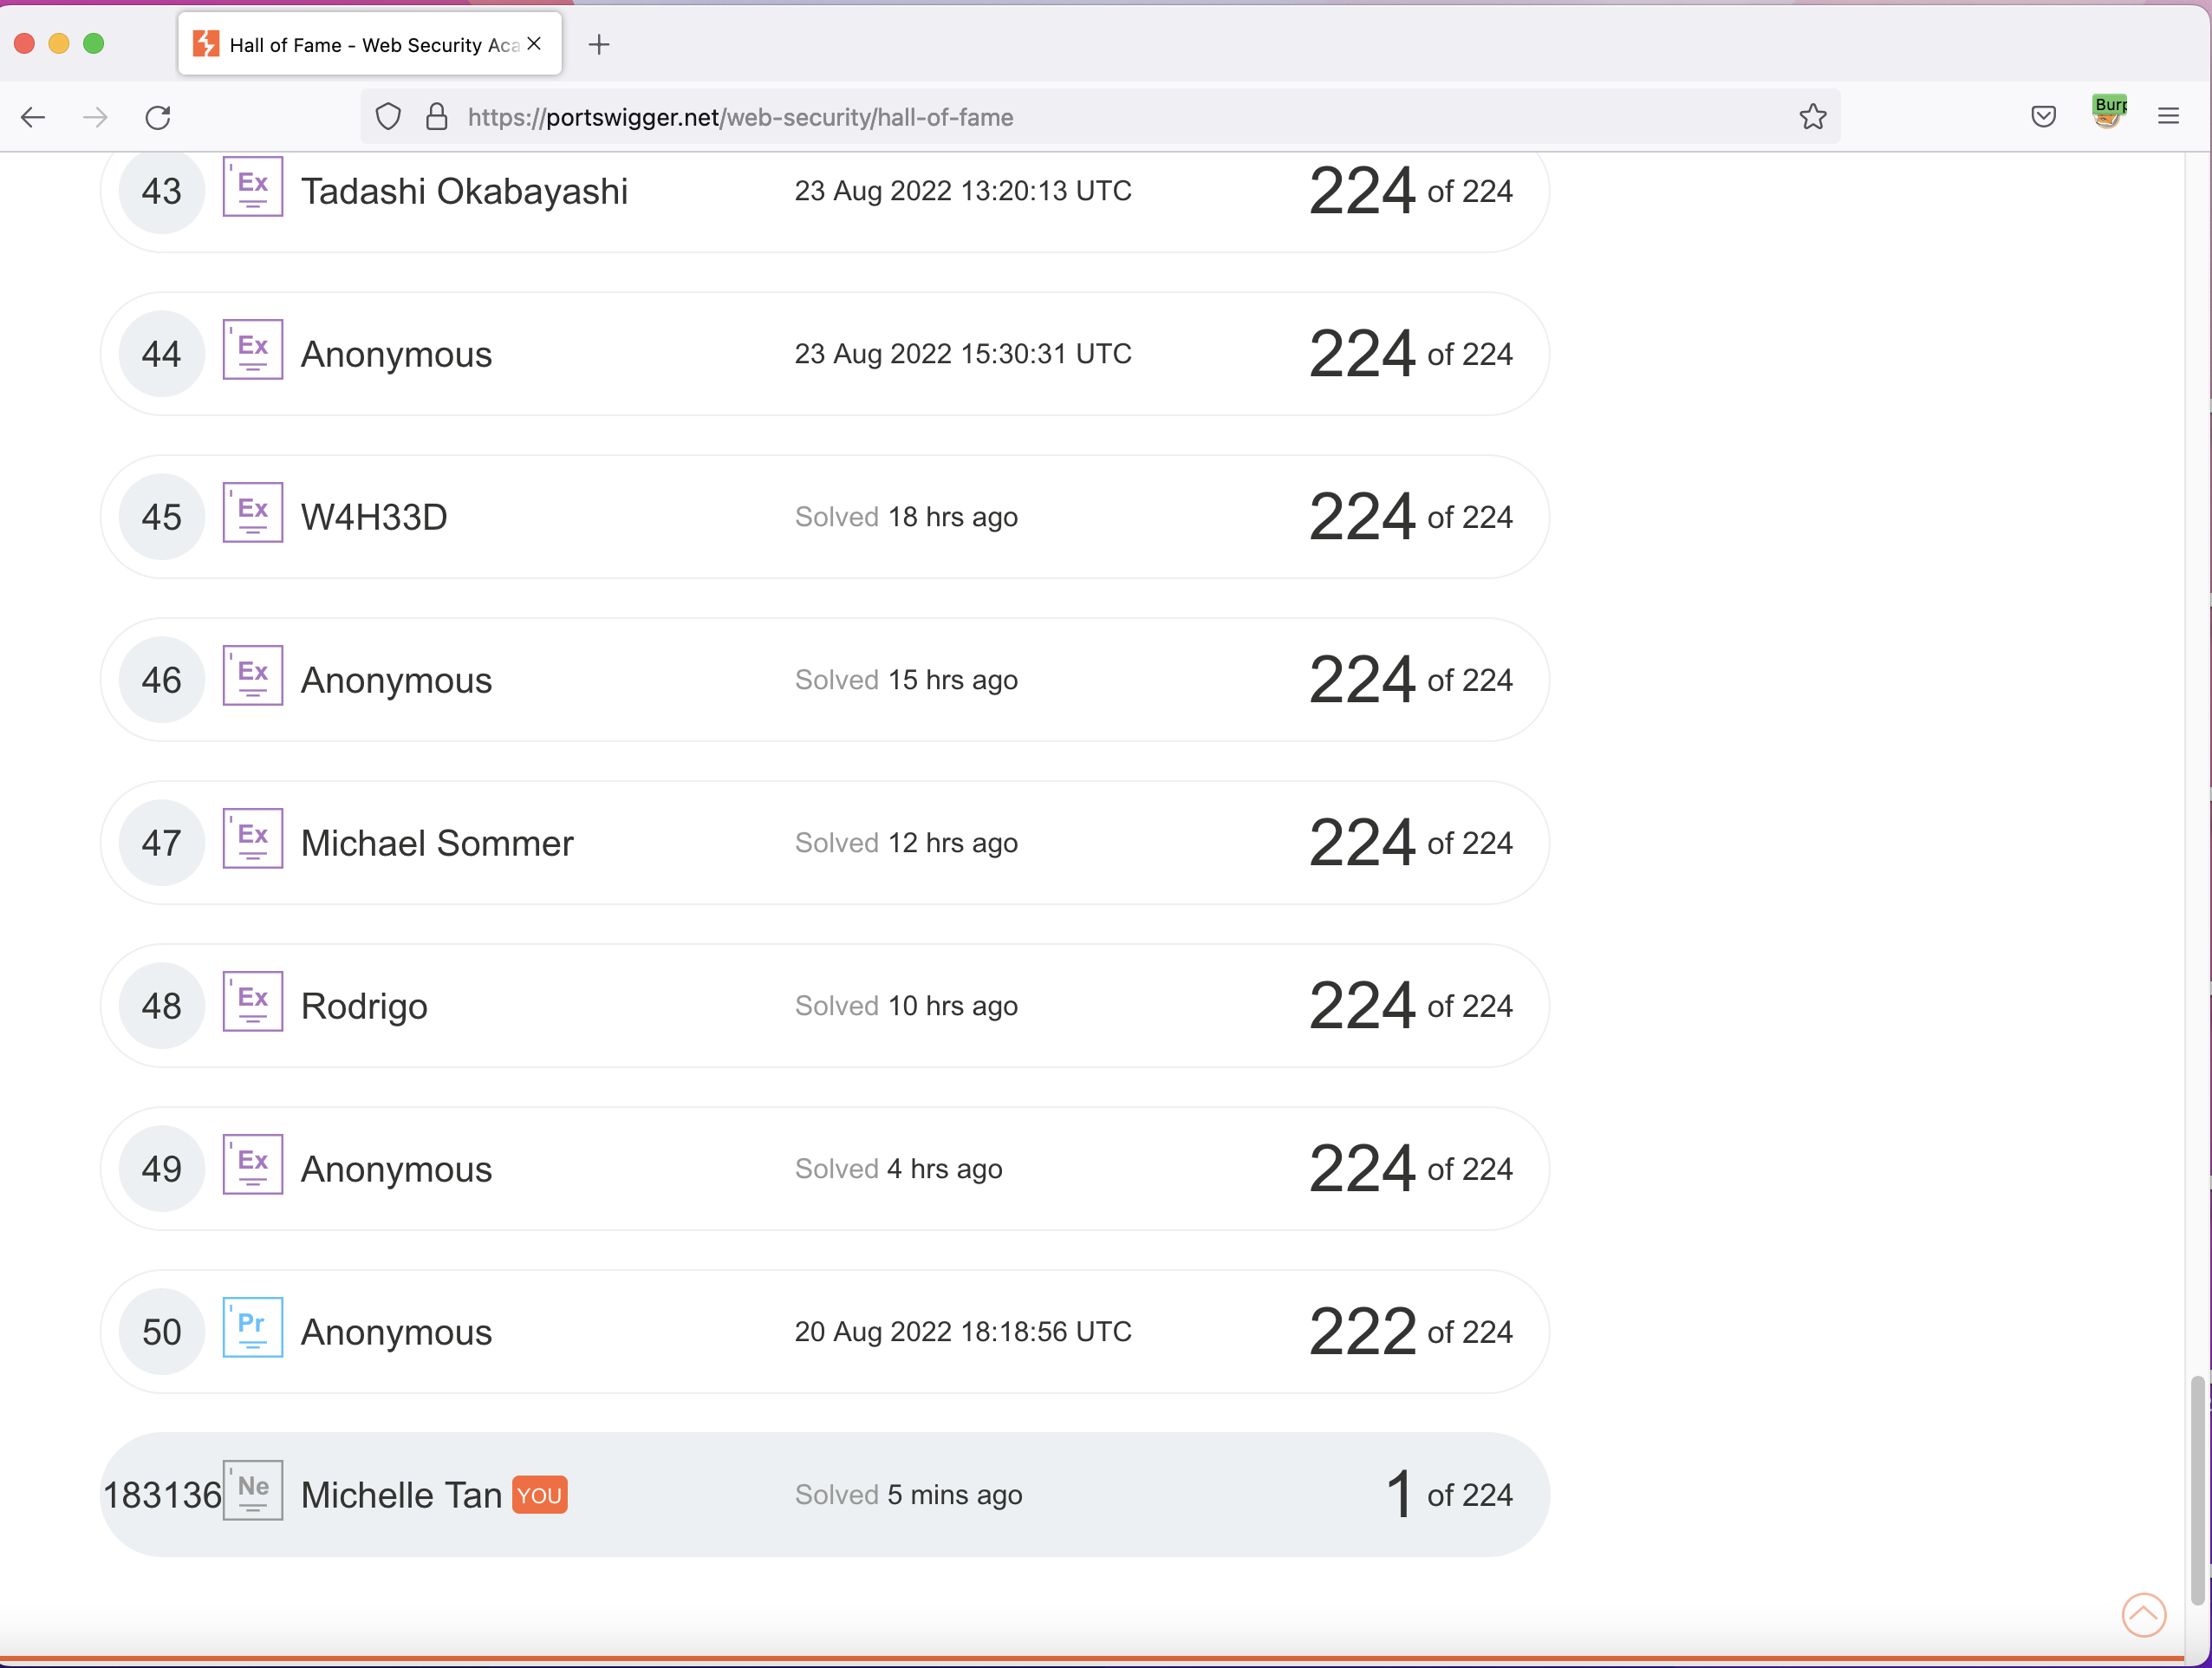 Hall of Fame - Web Security Aca
Burp
https://portswigger.net/web-security/hall-of-fame
43 Ex Tadashi Okabayashi 23 Aug 2022 13:20:13 UTC 224 of 224
44 Ex Anonymous 23 Aug 2022 15:30:31 UTC 224 of 224
45 Ex W4H33D Solved 18 hrs ago 224 of 224
46 Ex Anonymous Solved 15 hrs ago 224 of 224
47 Ex Michael Sommer Solved 12 hrs ago 224 of 224
48 Ex Rodrigo Solved 10 hrs ago 224 of 224
49 Ex Anonymous Solved 4 hrs ago 224 of 224
50 Pr Anonymous 20 Aug 2022 18:18:56 UTC 222 of 224
183136 Ne Michelle Tan YOU Solved 5 mins ago 1 of 224